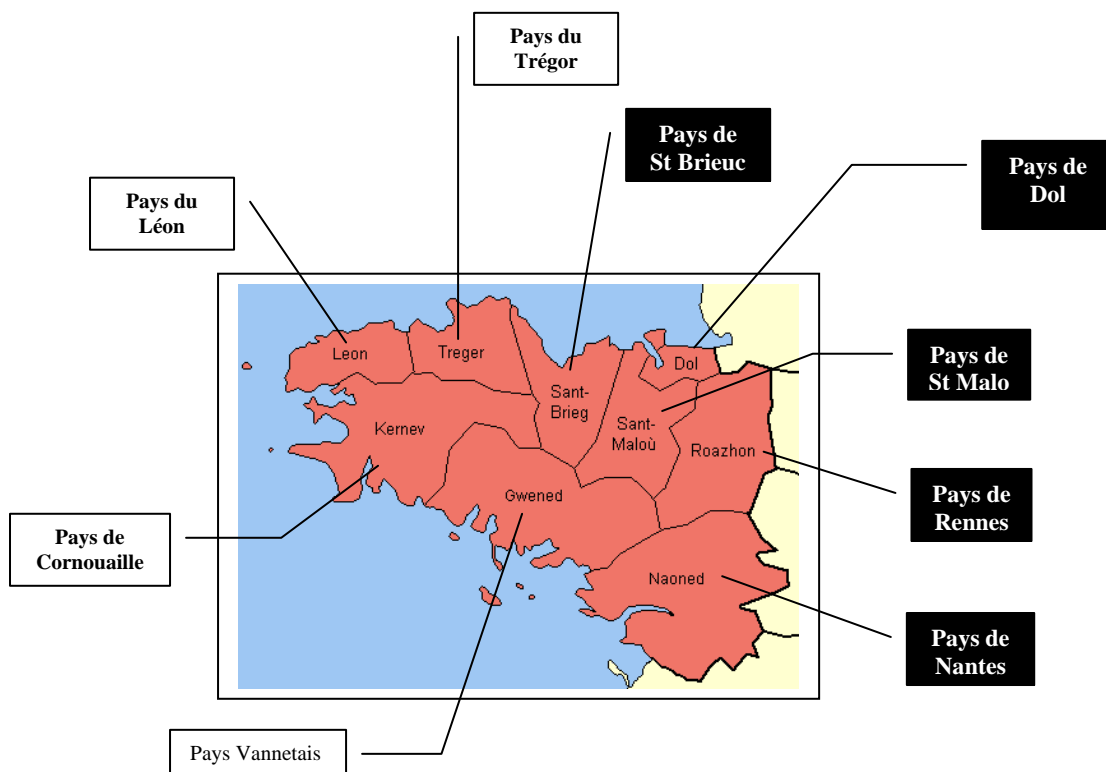 Pays du
Trégor
Pays de
St Brieuc
Pays de
Dol
Pays du
Léon
Leon
Treger
Dol
Pays de
St Malo
Sant-
Brieg
Kernev
Sant-
Maloù
Roazhon
Gwened
Pays de
Rennes
Pays de
Cornouaille
Naoned
Pays de
Nantes
Pays Vannetais